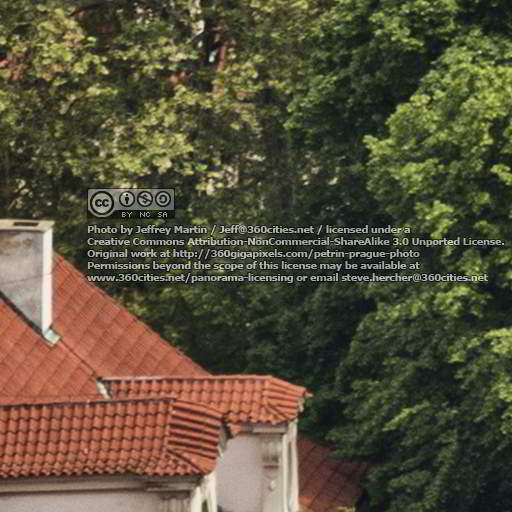 cc
BY NC SA
Photo by Jeffrey Martin / Jeff@360cities.net / licensed under a
Creative Commons Attribution-NonCommercial-ShareAlike 3.0 Unported License.
Original work at http://360gigapixels.com/petrin-prague-photo
Permissions beyond the scope of this license may be available at
www.360cities.net/panorama-licensing or email steve.hercher@360cities.net